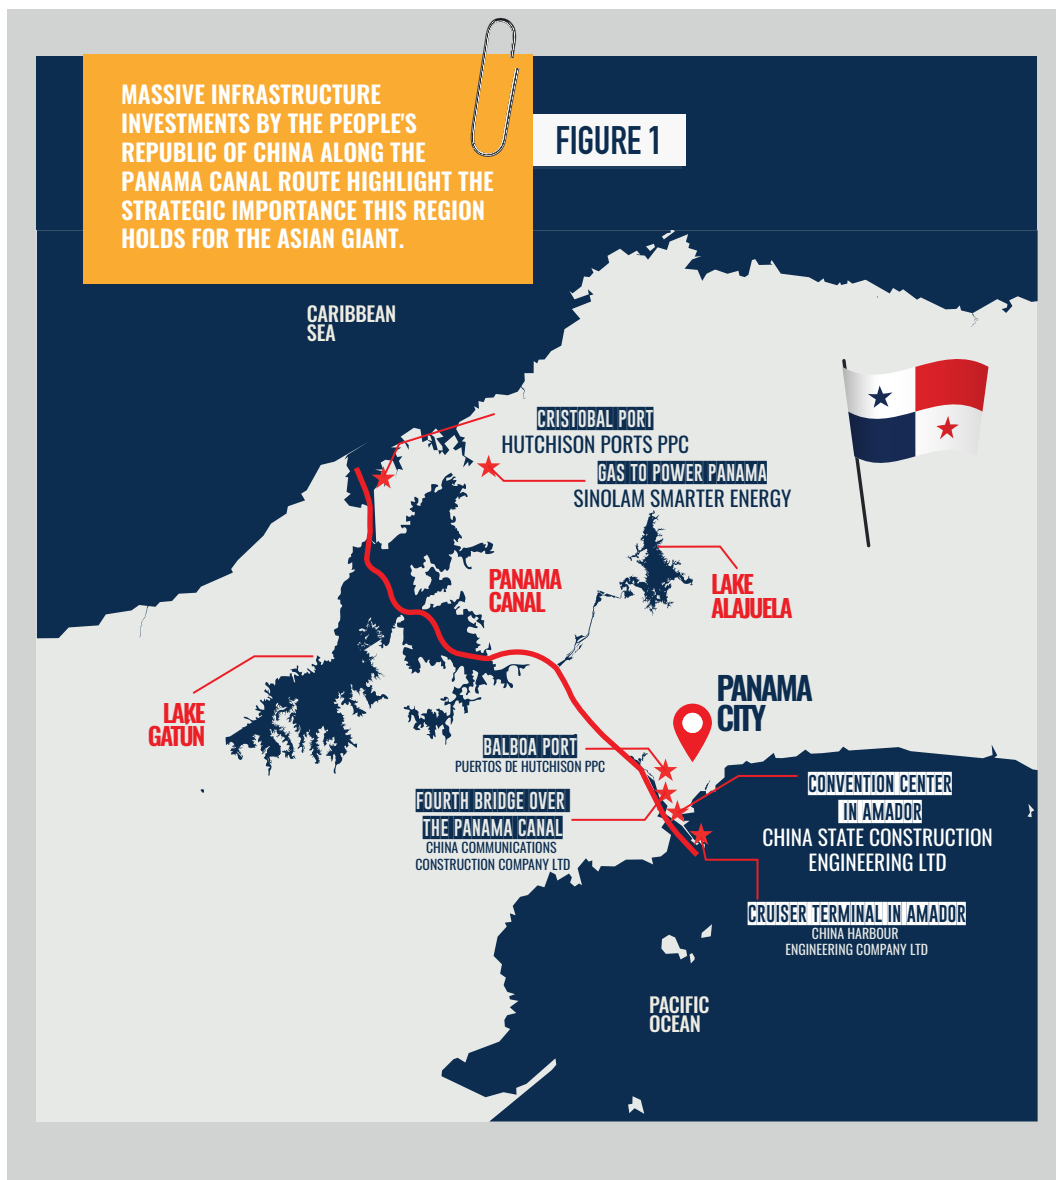 MASSIVE INFRASTRUCTURE
INVESTMENTS BY THE PEOPLE'S
REPUBLIC OF CHINA ALONG THE
PANAMA CANAL ROUTE HIGHLIGHT THE
STRATEGIC IMPORTANCE THIS REGION
HOLDS FOR THE ASIAN GIANT.
FIGURE 1
CARIBBEAN
SEA
CRISTOBAL PORT
HUTCHISON PORTS PPC
GAS TO POWER PANAMA
SINOLAM SMARTER ENERGY
PANAMA
CANAL
LAKE
ALAJUELA
LAKE
GATUN
PANAMA
CITY
BALBOA PORT
PUERTOS DE HUTCHISON PPC
FOURTH BRIDGE OVER
THE PANAMA CANAL
CHINA COMMUNICATIONS
CONSTRUCTION COMPANY LTD
CONVENTION CENTER
IN AMADOR
CHINA STATE CONSTRUCTION
ENGINEERING LTD
CRUISER TERMINAL IN AMADOR
CHINA HARBOUR
ENGINEERING COMPANY LTD
PACIFIC
OCEAN